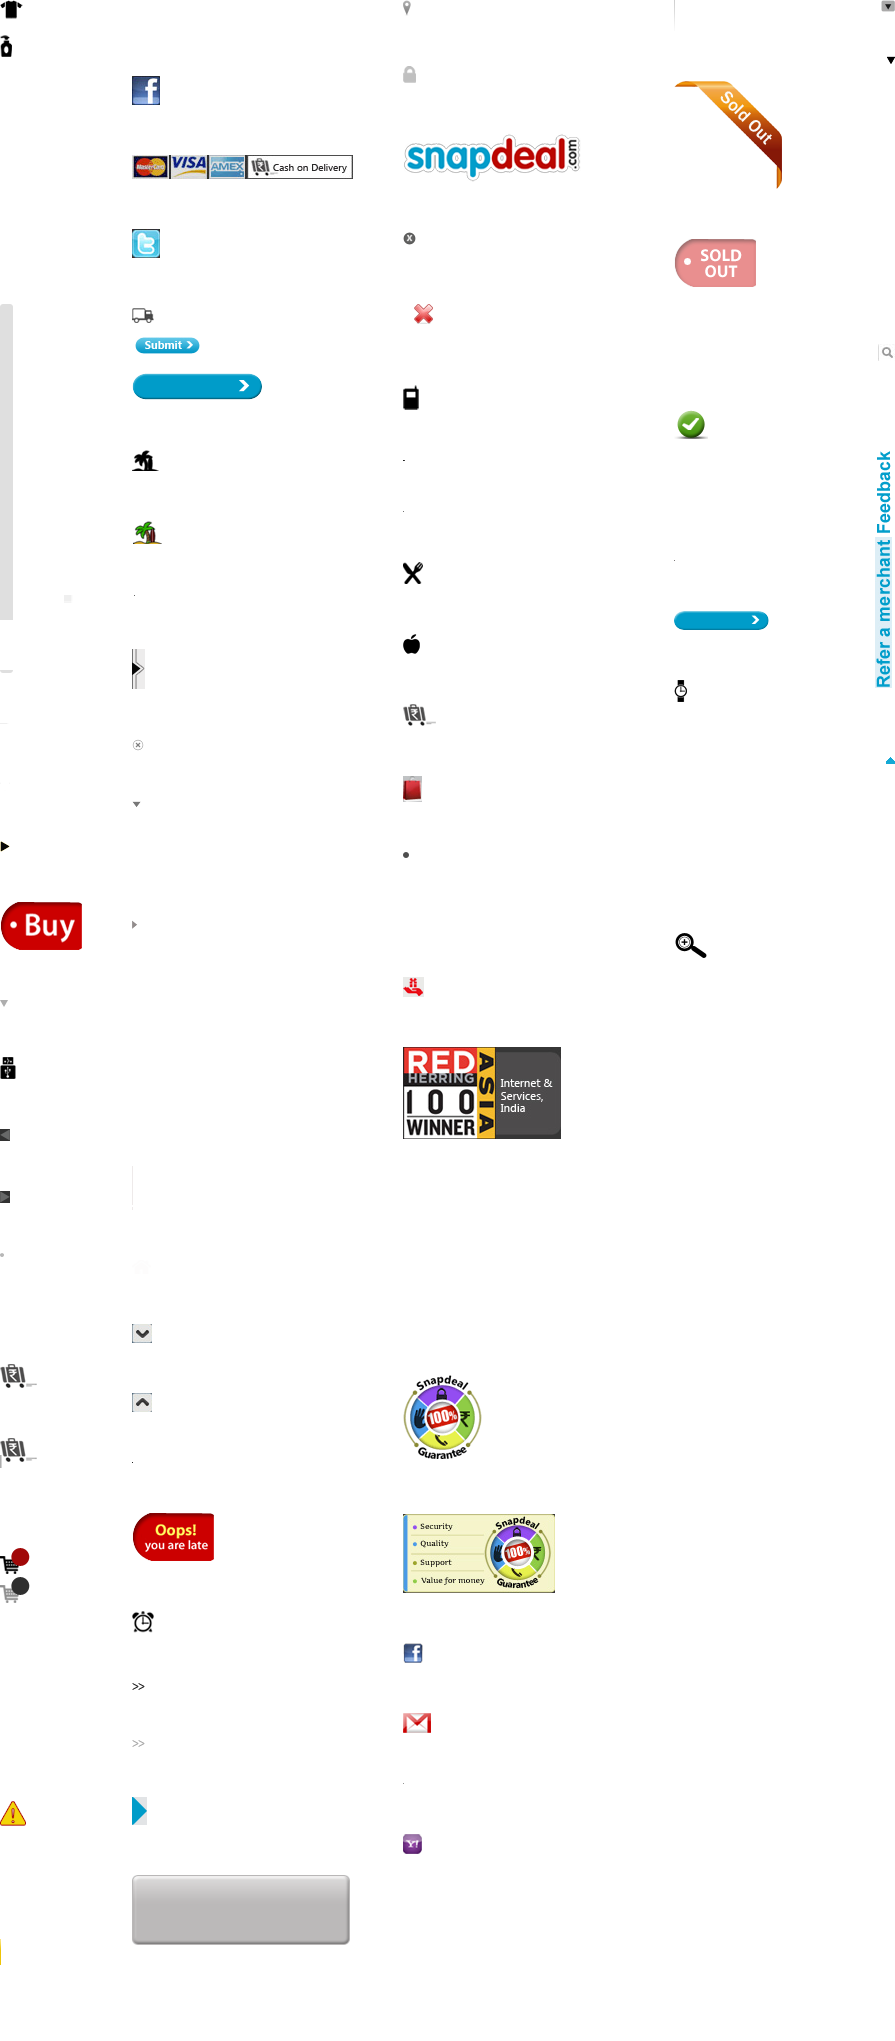 f
MasterCard VISA AMEX Cash on Delivery
snapdeal.com
Sold Out
t
SOLD
OUT
Submit
Feedback
Refer a merchant
Buy
RED
HERRING
100
WINNER
ASIA
Internet &
Services,
India
Snapdeal
100%
Guarantee
Oops!
you are late
Security
Quality
Support
Value for money
Snapdeal
100%
Guarantee
f
>>
>>
Y!